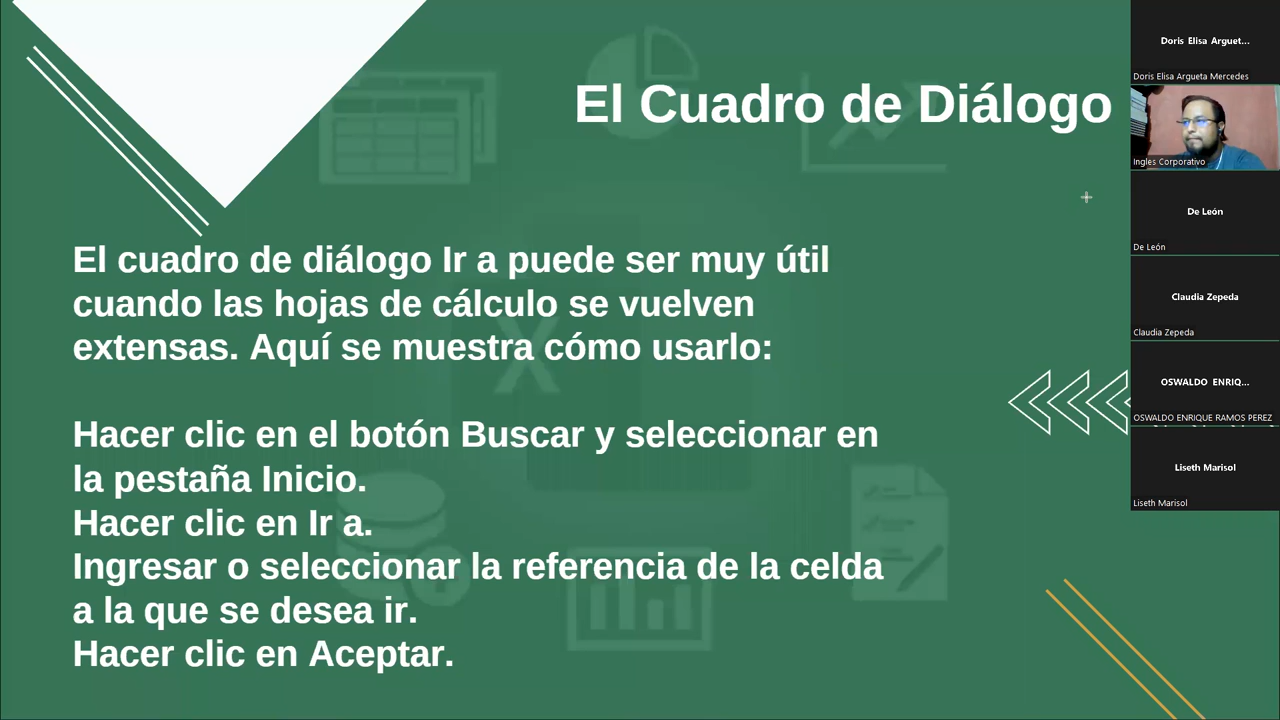 El Cuadro de Diálogo
El cuadro de diálogo Ir a puede ser muy útil
cuando las hojas de cálculo se vuelven
extensas. Aquí se muestra cómo usarlo:
Hacer clic en el botón Buscar y seleccionar en
la pestaña Inicio.
Hacer clic en Ir a.
Ingresar o seleccionar la referencia de la celda
a la que se desea ir.
Hacer clic en Aceptar.
X
Doris Elisa Arguet...
Doris Elisa Argueta Mercedes
Ingles Corporativo
De León
De León
Claudia Zepeda
Claudia Zepeda
OSWALDO ENRIQ...
OSWALDO ENRIQUE RAMOS PEREZ
Liseth Marisol
Liseth Marisol